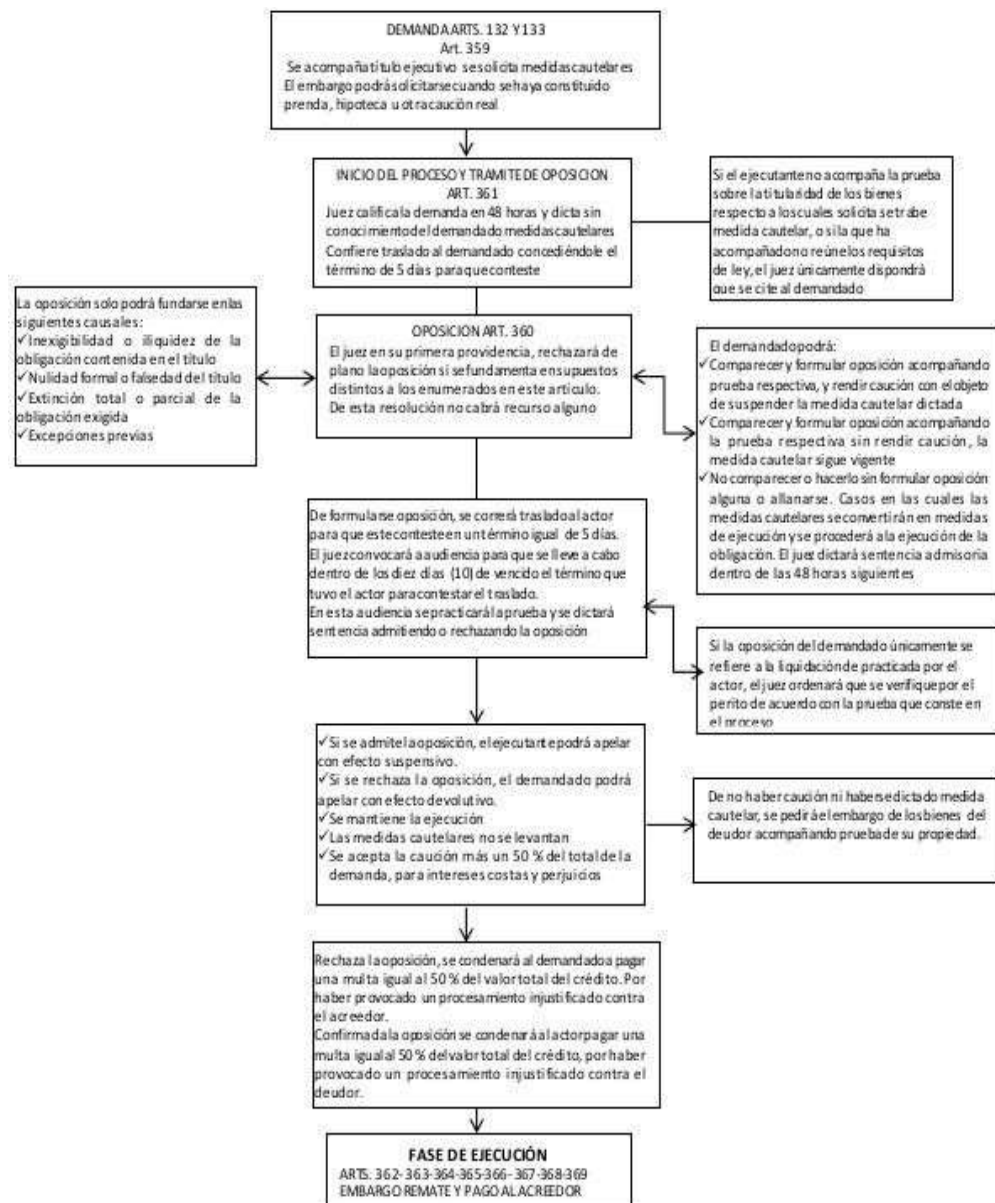 DEMANDA ARTS. 132 Y 133
Art. 359
Se acompaña título ejecutivo se solicita medidas cautelares
El embargo podrá solicitarse cuando se haya constituido
prenda, hipoteca u otra caución real
INICIO DEL PROCESO Y TRAMITE DE OPOSICION
ART. 361
Juez califica la demanda en 48 horas y dicta sin
conocimiento del demandado medidas cautelares
Confiere traslado al demandado concediéndole el
término de 5 días para que conteste
Si el ejecutante no acompaña la prueba
sobre la titularidad de los bienes
respecto a los cuales solicita se trabe
medida cautelar, o si la que ha
acompañado no reúne los requisitos
de ley, el juez únicamente dispondrá
que se cite al demandado
La oposición solo podrá fundarse en las
siguientes causales:
✓Inexigibilidad o iliquidez de la
obligación contenida en el título
✓Nulidad formal o falsedad del título
✓Extinción total o parcial de la
obligación exigida
✓Excepciones previas
OPOSICION ART. 360
El juez en su primera providencia, rechazará de
plano la oposición si se fundamenta en supuestos
distintos a los enumerados en este artículo.
De esta resolución no cabrá recurso alguno
El demandado podrá:
✓Comparecer y formular oposición acompañando
prueba respectiva, y rendir caución con el objeto
de suspender la medida cautelar dictada
✓Comparecer y formular oposición acompañando
la prueba respectiva sin rendir caución, la
medida cautelar sigue vigente
✓No comparecer o hacerlo sin formular oposición
alguna o allanarse. Casos en las cuales las
medidas cautelares se convertirán en medidas
de ejecución y se procederá a la ejecución de la
obligación. El juez dictará sentencia admisoria
dentro de las 48 horas siguientes
De formularse oposición, se correrá traslado al actor
para que este conteste en un término igual de 5 días.
El juez convocará a audiencia para que se lleve a cabo
dentro de los diez días (10) de vencido el término que
tuvo el actor para contestar el traslado.
En esta audiencia se practicará la prueba y se dictará
sentencia admitiendo o rechazando la oposición
Si la oposición del demandado únicamente se
refiere a la liquidación de practicada por el
actor, el juez ordenará que se verifique por el
perito de acuerdo con la prueba que conste en
el proceso
✓Si se admite la oposición, el ejecutante podrá apelar
con efecto suspensivo.
✓Si se rechaza la oposición, el demandado podrá
apelar con efecto devolutivo.
✓Se mantiene la ejecución
✓Las medidas cautelares no se levantan
✓Se acepta la caución más un 50 % del total de la
demanda, para intereses costas y perjuicios
De no haber caución ni haberse dictado medida
cautelar, se pedirá el embargo de los bienes del
deudor acompañando prueba de su propiedad.
Rechaza la oposición, se condenará al demandado a pagar
una multa igual al 50 % del valor total del crédito. Por
haber provocado un procesamiento injustificado contra
el acreedor.
Confirmada la oposición se condenará al actor pagar una
multa igual al 50 % del valor total del crédito, por haber
provocado un procesamiento injustificado contra el
deudor.
FASE DE EJECUCIÓN
ARTS. 362- 363-364-365-366- 367-368-369
EMBARGO REMATE Y PAGO AL ACREEDOR